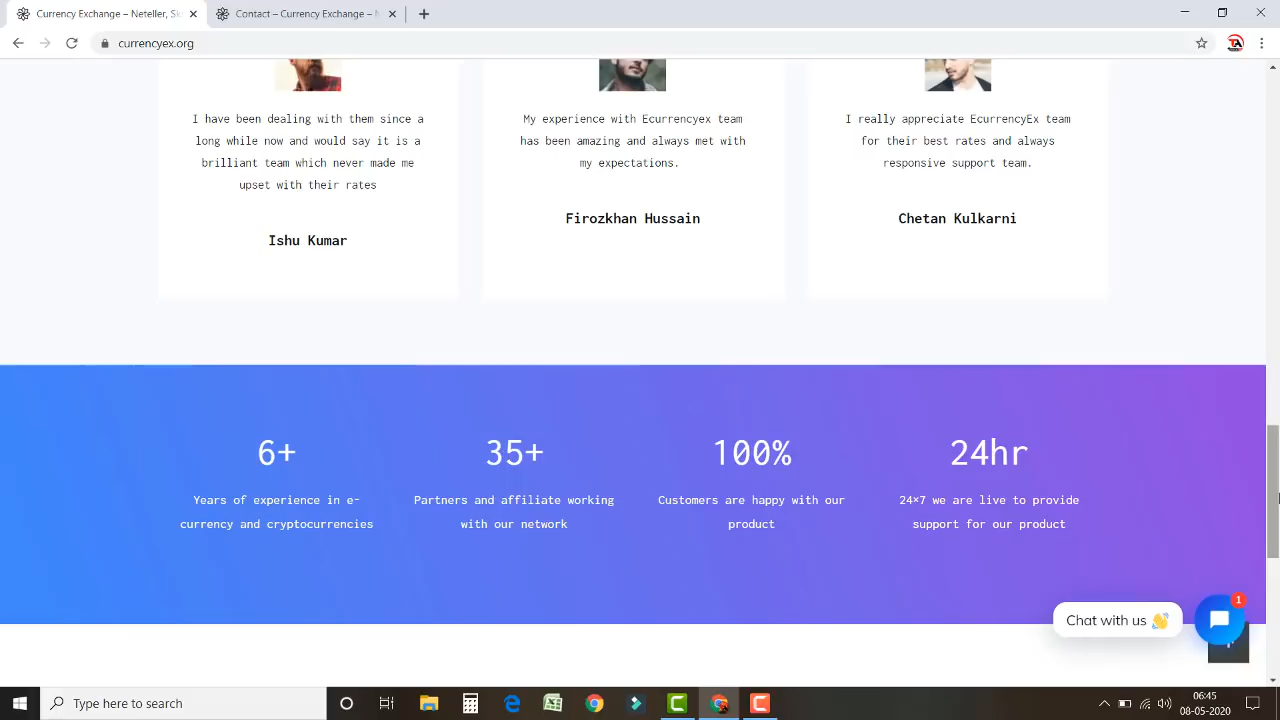 Currency Exchange – Neteller, Sk
Contact – Currency Exchange – N
currencyex.org
I have been dealing with them since a
long while now and would say it is a
brilliant team which never made me
upset with their rates
Ishu Kumar
My experience with Ecurrencyex team
has been amazing and always met with
my expectations.
Firozkhan Hussain
I really appreciate EcurrencyEx team
for their best rates and always
responsive support team.
Chetan Kulkarni
6+
Years of experience in e-
currency and cryptocurrencies
35+
Partners and affiliate working
with our network
100%
Customers are happy with our
product
24hr
24×7 we are live to provide
support for our product
Chat with us 👋
1
Type here to search
06:45
08-05-2020